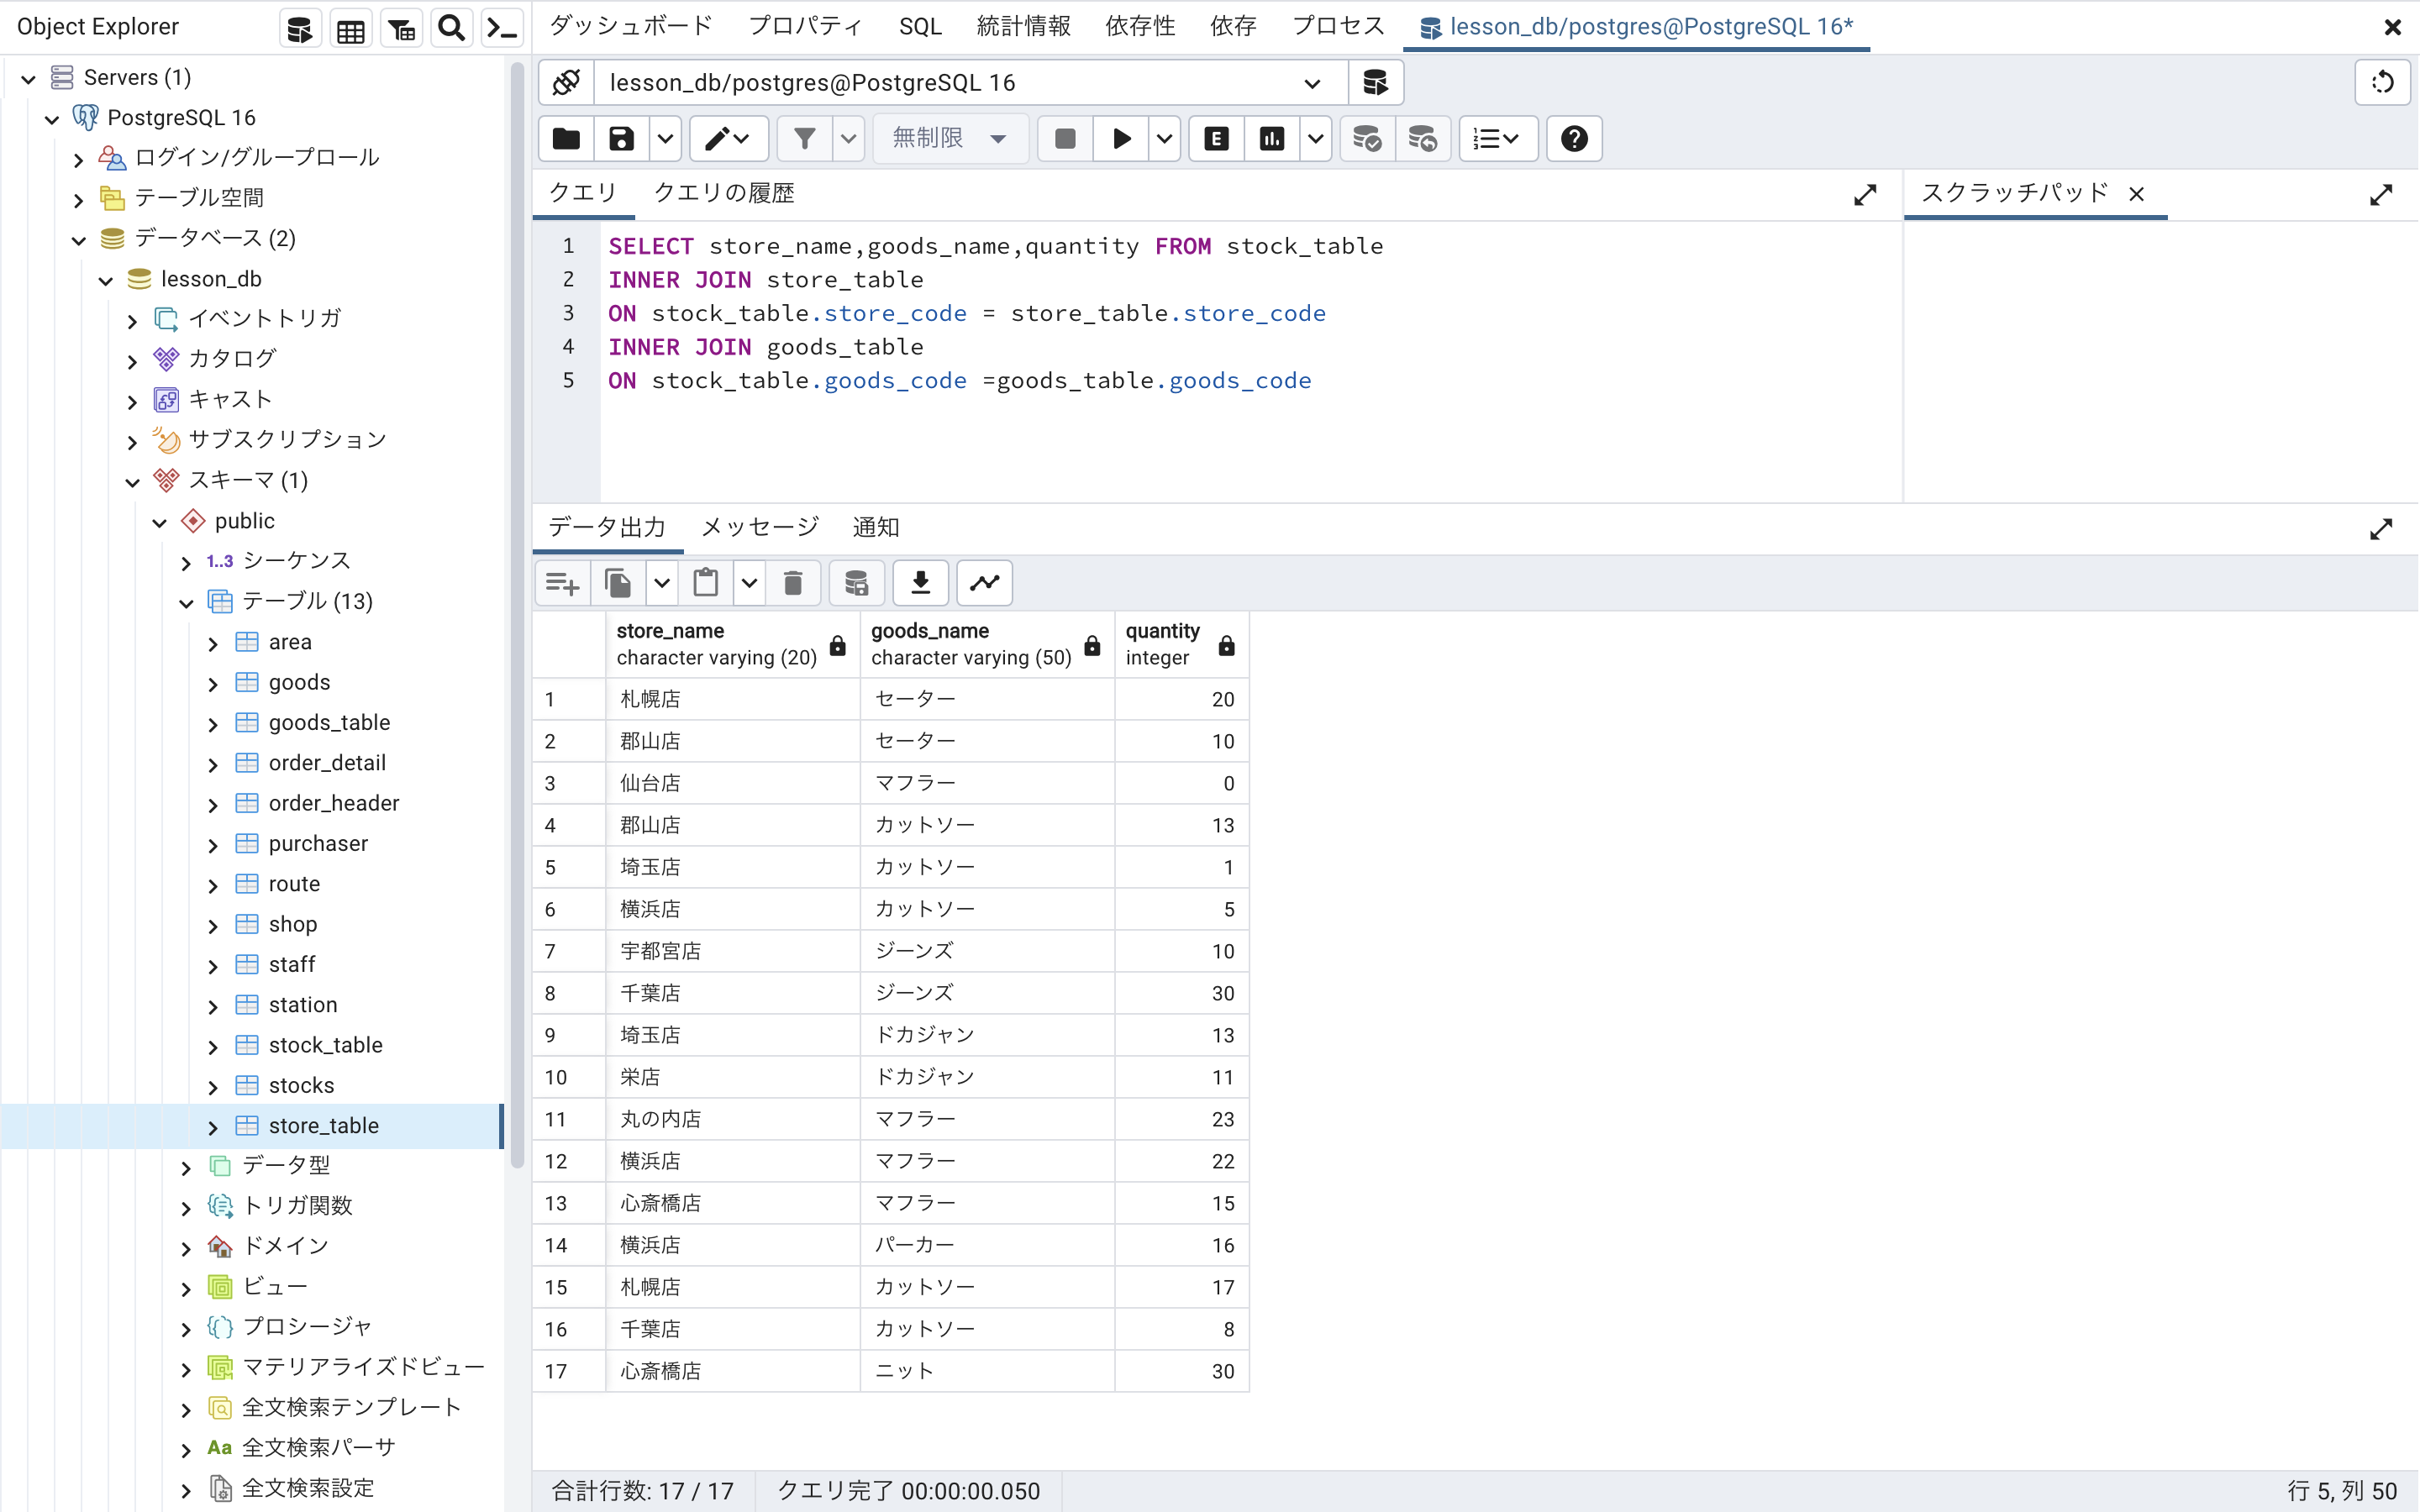 Object Explorer
ダッシュボード プロパティ SQL 統計情報 依存性 依存 プロセス lesson_db/postgres@PostgreSQL 16*
Servers (1)
PostgreSQL 16
ログイン/グループロール
テーブル空間
データベース (2)
lesson_db
イベントトリガ
カタログ
キャスト
サブスクリプション
スキーマ (1)
public
1..3 シーケンス
テーブル (13)
area
goods
goods_table
order_detail
order_header
purchaser
route
shop
staff
station
stock_table
stocks
store_table
データ型
トリガ関数
ドメイン
ビュー
プロシージャ
マテリアライズドビュー
全文検索テンプレート
Aa 全文検索パーサ
全文検索設定
lesson_db/postgres@PostgreSQL 16
無制限 E
クエリ クエリの履歴 スクラッチパッド
1 SELECT store_name,goods_name,quantity FROM stock_table
2 INNER JOIN store_table
3 ON stock_table.store_code = store_table.store_code
4 INNER JOIN goods_table
5 ON stock_table.goods_code =goods_table.goods_code
データ出力 メッセージ 通知
store_name goods_name quantity
character varying (20) character varying (50) integer
1 札幌店 セーター 20
2 郡山店 セーター 10
3 仙台店 マフラー 0
4 郡山店 カットソー 13
5 埼玉店 カットソー 1
6 横浜店 カットソー 5
7 宇都宮店 ジーンズ 10
8 千葉店 ジーンズ 30
9 埼玉店 ドカジャン 13
10 栄店 ドカジャン 11
11 丸の内店 マフラー 23
12 横浜店 マフラー 22
13 心斎橋店 マフラー 15
14 横浜店 パーカー 16
15 札幌店 カットソー 17
16 千葉店 カットソー 8
17 心斎橋店 ニット 30
合計行数: 17 / 17 クエリ完了 00:00:00.050 行 5, 列 50